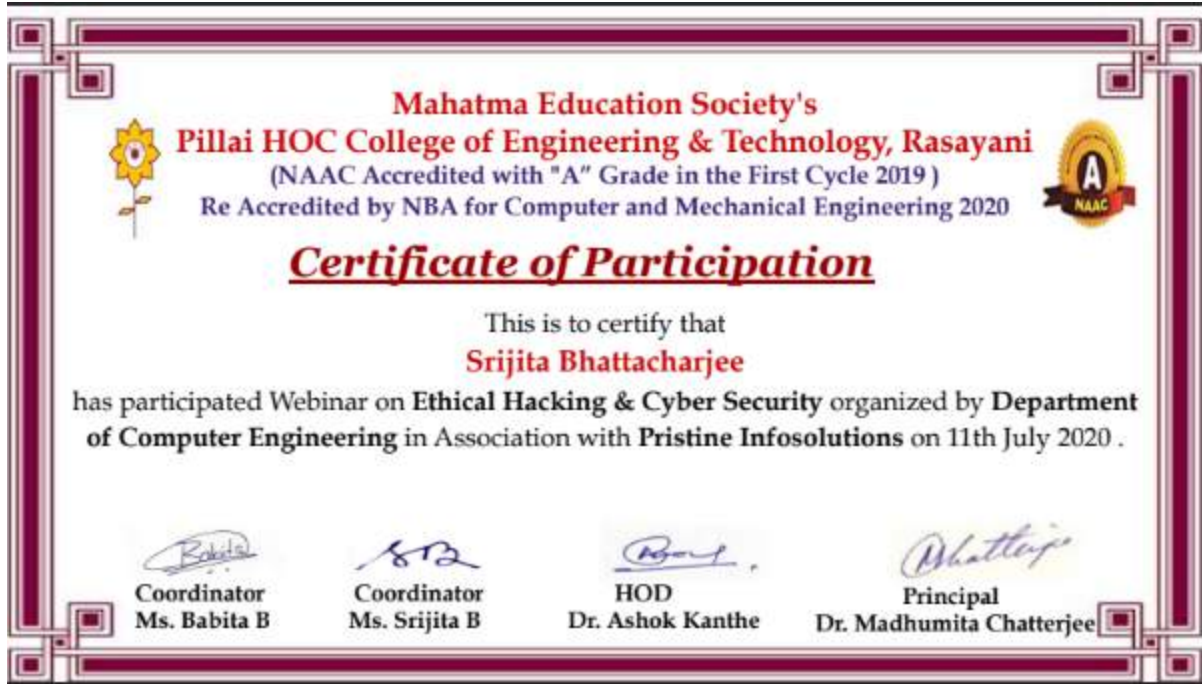 Mahatma Education Society's
Pillai HOC College of Engineering & Technology, Rasayani
(NAAC Accredited with "A" Grade in the First Cycle 2019 )
Re Accredited by NBA for Computer and Mechanical Engineering 2020
A
NAAC
Certificate of Participation
This is to certify that
Srijita Bhattacharjee
has participated Webinar on Ethical Hacking & Cyber Security organized by Department
of Computer Engineering in Association with Pristine Infosolutions on 11th July 2020 .
Babita
SB
Coordinator Coordinator HOD Principal
Ms. Babita B Ms. Srijita B Dr. Ashok Kanthe Dr. Madhumita Chatterjee